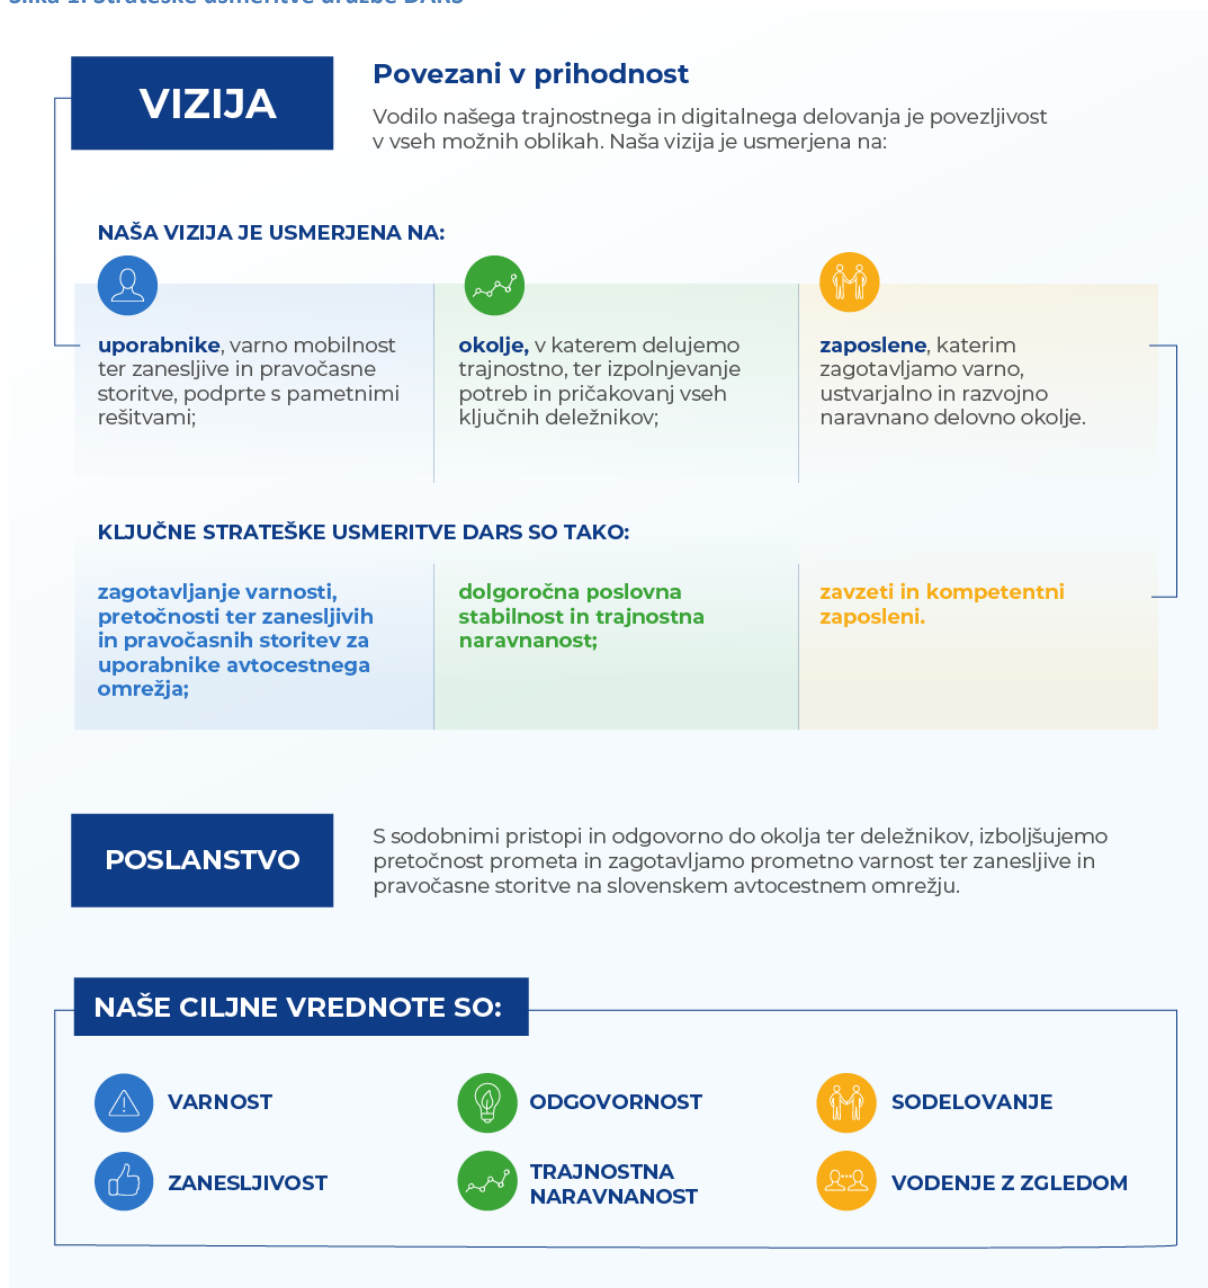 Slika 1: Strateške usmeritve družbe DARS
VIZIJA
Povezani v prihodnost
Vodilo našega trajnostnega in digitalnega delovanja je povezljivost
v vseh možnih oblikah. Naša vizija je usmerjena na:
NAŠA VIZIJA JE USMERJENA NA:
uporabnike, varno mobilnost
ter zanesljive in pravočasne
storitve, podprte s pametnimi
rešitvami;
okolje, v katerem delujemo
trajnostno, ter izpolnjevanje
potreb in pričakovanj vseh
ključnih deležnikov;
zaposlene, katerim
zagotavljamo varno,
ustvarjalno in razvojno
naravnano delovno okolje.
KLJUČNE STRATEŠKE USMERITVE DARS SO TAKO:
zagotavljanje varnosti,
pretočnosti ter zanesljivih
in pravočasnih storitev za
uporabnike avtocestnega
omrežja;
dolgoročna poslovna
stabilnost in trajnostna
naravnanost;
zavzeti in kompetentni
zaposleni.
POSLANSTVO
S sodobnimi pristopi in odgovorno do okolja ter deležnikov, izboljšujemo
pretočnost prometa in zagotavljamo prometno varnost ter zanesljive in
pravočasne storitve na slovenskem avtocestnem omrežju.
NAŠE CILJNE VREDNOTE SO:
VARNOST
ODGOVORNOST
SODELOVANJE
ZANESLJIVOST
TRAJNOSTNA
NARAVNANOST
VODENJE Z ZGLEDOM